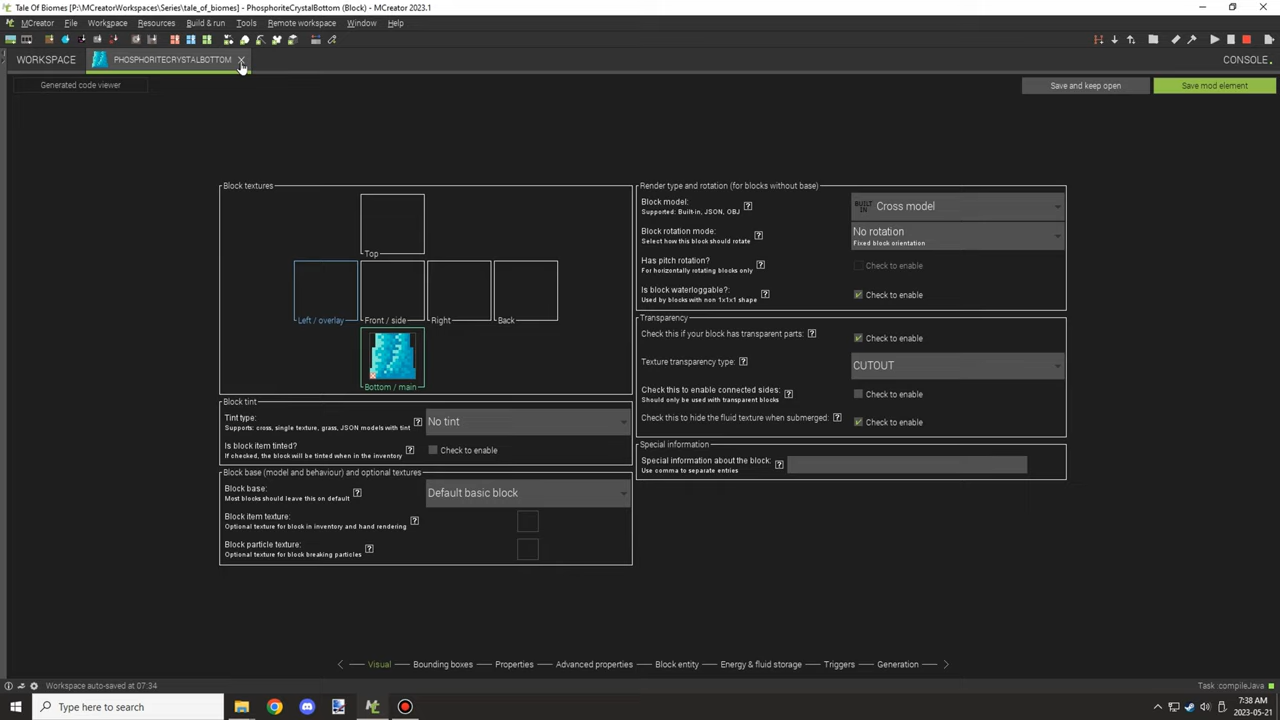 Tale Of Biomes [P:\MCreatorWorkspaces\Series\tale_of_biomes] - PhosphoriteCrystalBottom (Block) - MCreator 2023.1
MCreator File Workspace Resources Build & run Tools Remote workspace Window Help
WORKSPACE PHOSPHORITECRYSTALBOTTOM CONSOLE
Generated code viewer Save and keep open Save mod element
Block textures
Top
Left / overlay Front / side Right Back
Bottom / main
Block tint
Tint type: ? No tint
Supports: cross, single texture, grass, JSON models with tint
Is block item tinted? ? Check to enable
If checked, the block will be tinted when in the inventory
Block base (model and behaviour) and optional textures
Block base: ? Default basic block
Most blocks should leave this on default
Block item texture: ?
Optional texture for block in inventory and hand rendering
Block particle texture: ?
Optional texture for block breaking particles
Render type and rotation (for blocks without base)
Block model: ? BUILT IN Cross model
Supported: Built-in, JSON, OBJ
Block rotation mode: ? No rotation
Select how this block should rotate Fixed block orientation
Has pitch rotation? ? Check to enable
For horizontally rotating blocks only
Is block waterloggable?: ? Check to enable
Used by blocks with non 1x1x1 shape
Transparency
Check this if your block has transparent parts: ? Check to enable
Texture transparency type: ? CUTOUT
Check this to enable connected sides: ? Check to enable
Should only be used with transparent blocks
Check this to hide the fluid texture when submerged: ? Check to enable
Special information
Special information about the block: ?
Use comma to separate entries
Visual Bounding boxes Properties Advanced properties Block entity Energy & fluid storage Triggers Generation
Workspace auto-saved at 07:34 Task :compileJava
Type here to search
7:38 AM
2023-05-21